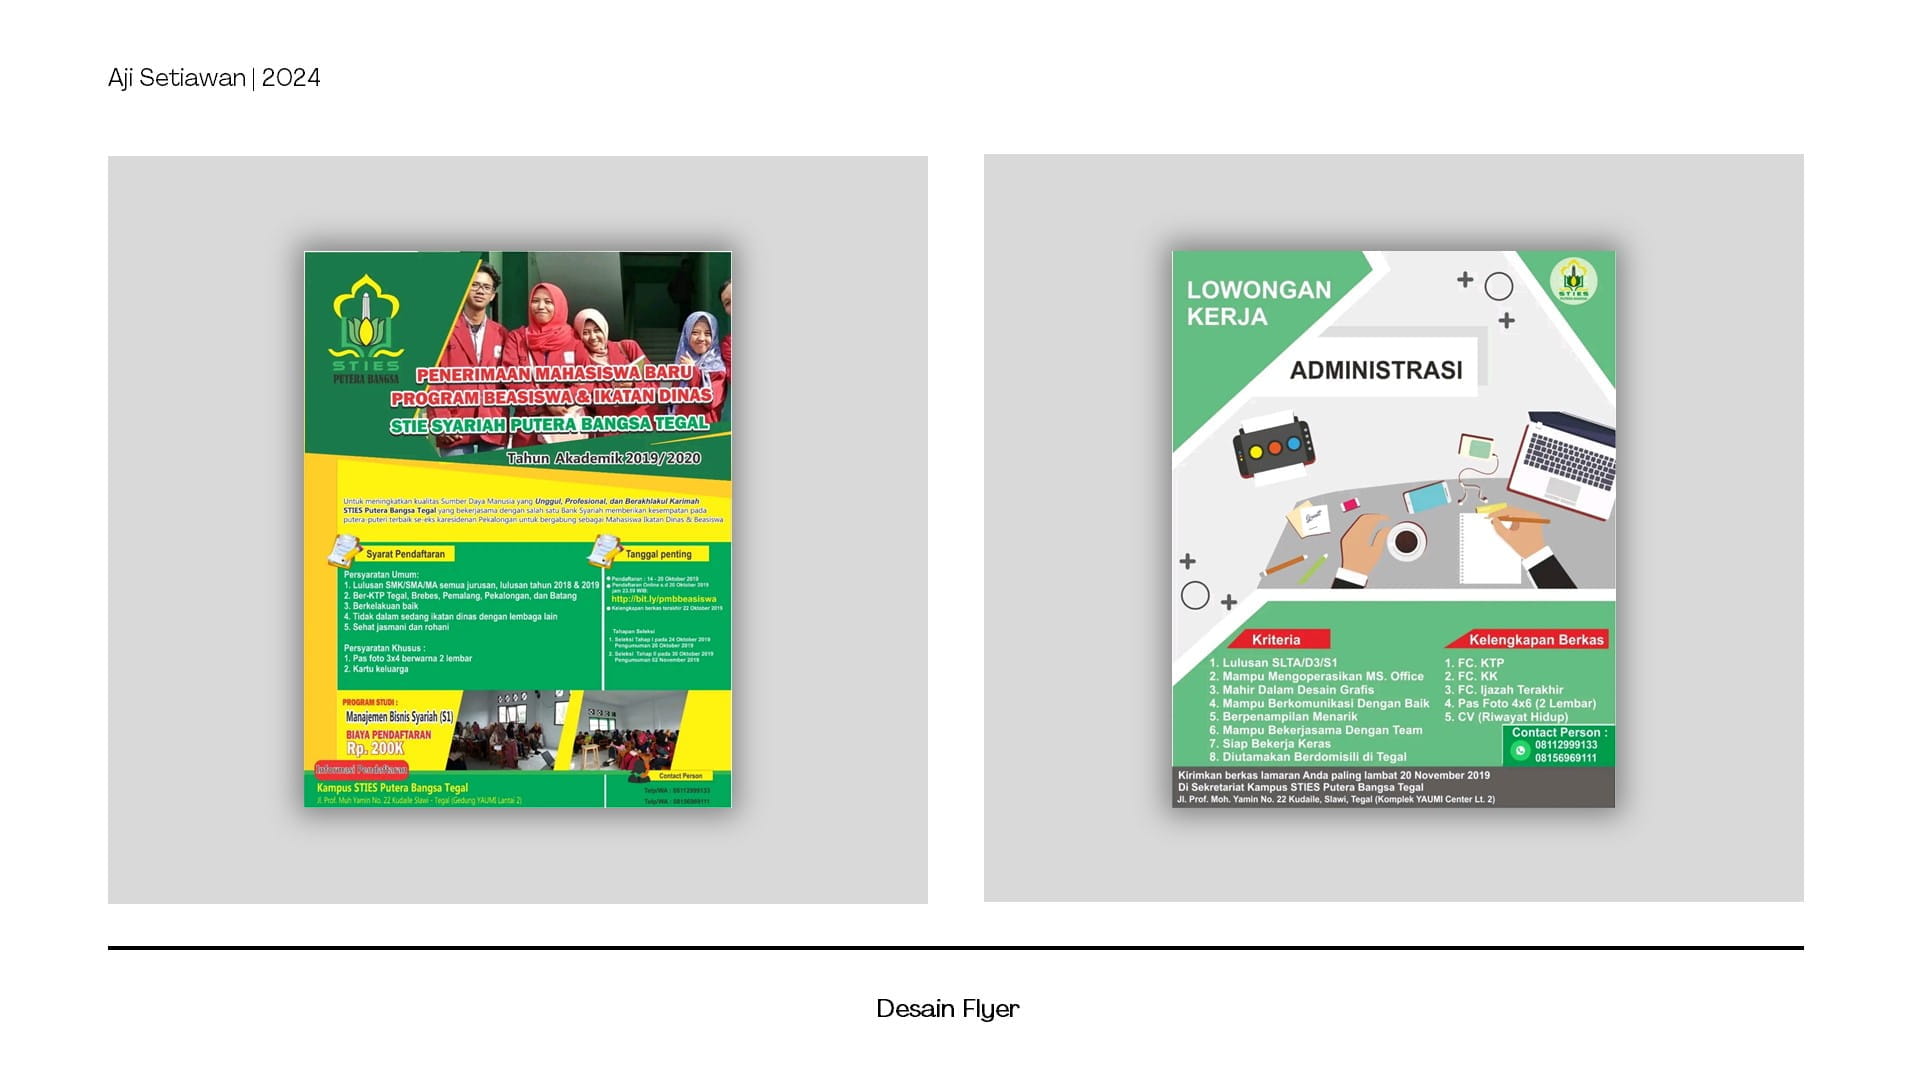 Aji Setiawan | 2024
STIES
PUTERA BANGSA
PENERIMAAN MAHASISWA BARU
PROGRAM BEASISWA & IKATAN DINAS
STIE SYARIAH PUTERA BANGSA TEGAL
Tahun Akademik 2019/2020
Untuk meningkatkan kualitas Sumber Daya Manusia yang Unggul, Profesional, dan Berakhlakul Karimah
STIES Putera Bangsa Tegal yang bekerjasama dengan salah satu Bank Syariah memberikan kesempatan pada
putera-puteri terbaik se-eks karesidenan Pekalongan untuk bergabung sebagai Mahasiswa Ikatan Dinas & Beasiswa
Syarat Pendaftaran
Persyaratan Umum:
1. Lulusan SMK/SMA/MA semua jurusan, lulusan tahun 2018 & 2019
2. Ber-KTP Tegal, Brebes, Pemalang, Pekalongan, dan Batang
3. Berkelakuan baik
4. Tidak dalam sedang ikatan dinas dengan lembaga lain
5. Sehat jasmani dan rohani
Persyaratan Khusus :
1. Pas foto 3x4 berwarna 2 lembar
2. Kartu keluarga
Tanggal penting
Pendaftaran : 14 - 20 Oktober 2019
Pendaftaran Online s.d 20 Oktober 2019
jam 23.59 WIB:
http://bit.ly/pmbbeasiswa
Kelengkapan berkas terakhir 22 Oktober 2019
Tahapan Seleksi
1. Seleksi Tahap I pada 24 Oktober 2019
Pengumuman 26 Oktober 2019
2. Seleksi Tahap II pada 30 Oktober 2019
Pengumuman 02 November 2019
PROGRAM STUDI :
Manajemen Bisnis Syariah (S1)
BIAYA PENDAFTARAN
Rp. 200K
Informasi Pendaftaran
Kampus STIES Putera Bangsa Tegal
Jl. Prof. Muh Yamin No. 22 Kudaile Slawi - Tegal (Gedung YAUMI Lantai 2)
Contact Person
Telp/WA : 08112999133
Telp/WA : 08156969111
LOWONGAN
KERJA
STIES
ADMINISTRASI
Kriteria
1. Lulusan SLTA/D3/S1
2. Mampu Mengoperasikan MS. Office
3. Mahir Dalam Desain Grafis
4. Mampu Berkomunikasi Dengan Baik
5. Berpenampilan Menarik
6. Mampu Bekerjasama Dengan Team
7. Siap Bekerja Keras
8. Diutamakan Berdomisili di Tegal
Kelengkapan Berkas
1. FC. KTP
2. FC. KK
3. FC. Ijazah Terakhir
4. Pas Foto 4x6 (2 Lembar)
5. CV (Riwayat Hidup)
Contact Person :
08112999133
08156969111
Kirimkan berkas lamaran Anda paling lambat 20 November 2019
Di Sekretariat Kampus STIES Putera Bangsa Tegal
Jl. Prof. Moh. Yamin No. 22 Kudaile, Slawi, Tegal (Komplek YAUMI Center Lt. 2)
Desain Flyer